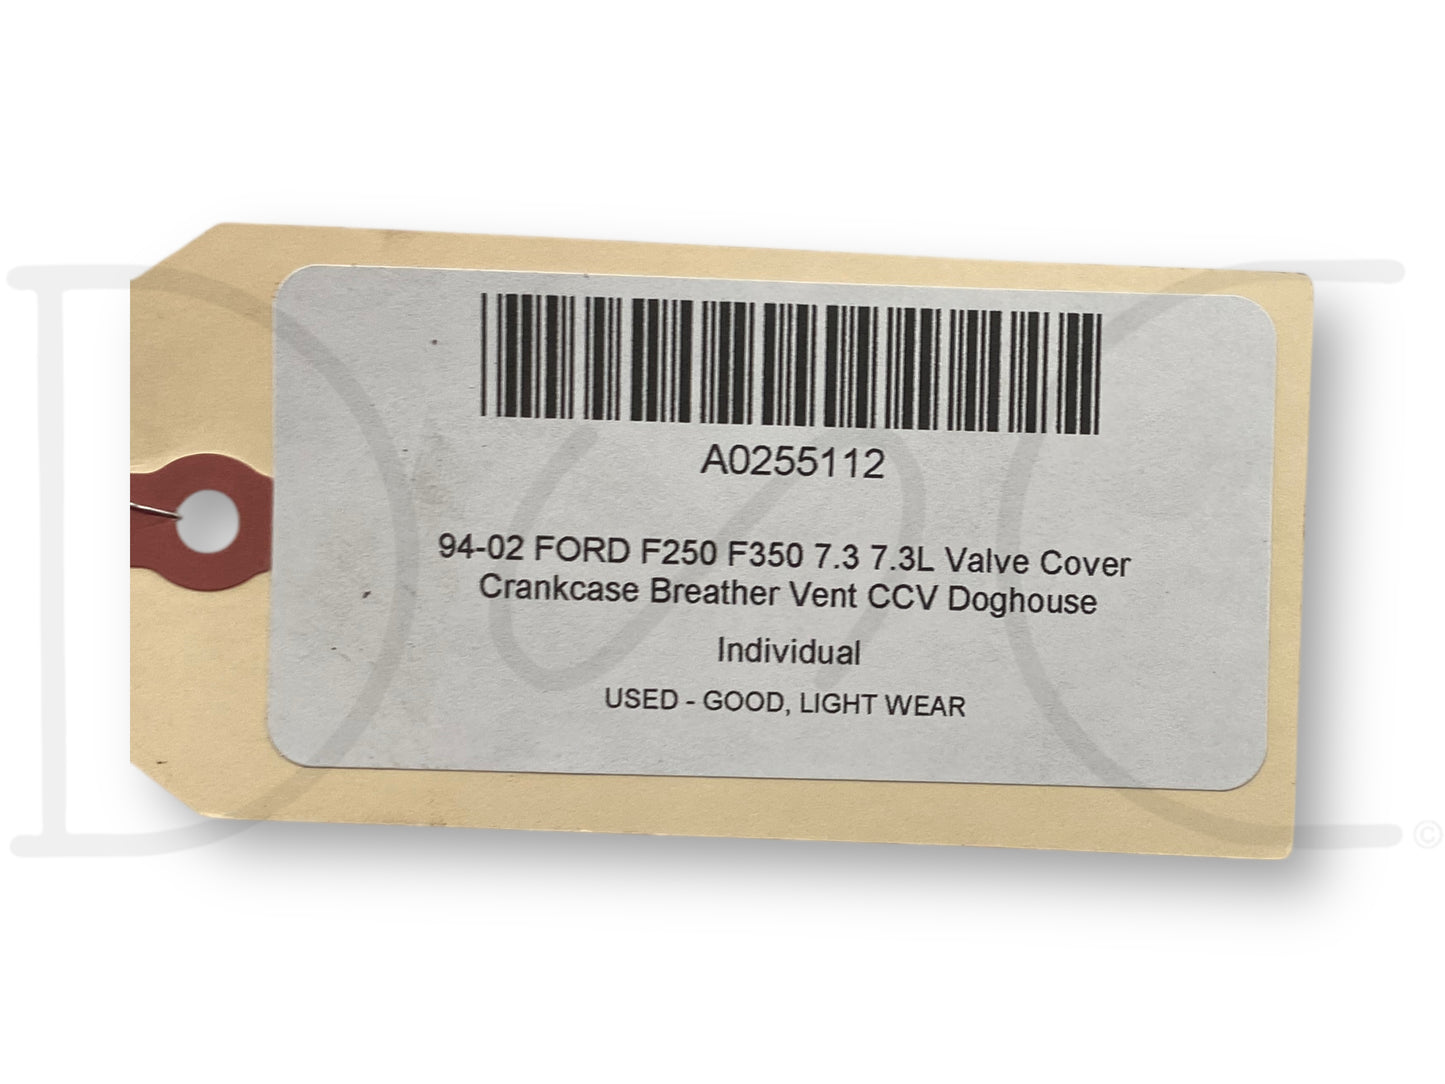 A0255112
94-02 FORD F250 F350 7.3 7.3L Valve Cover
Crankcase Breather Vent CCV Doghouse
Individual
USED - GOOD, LIGHT WEAR
©